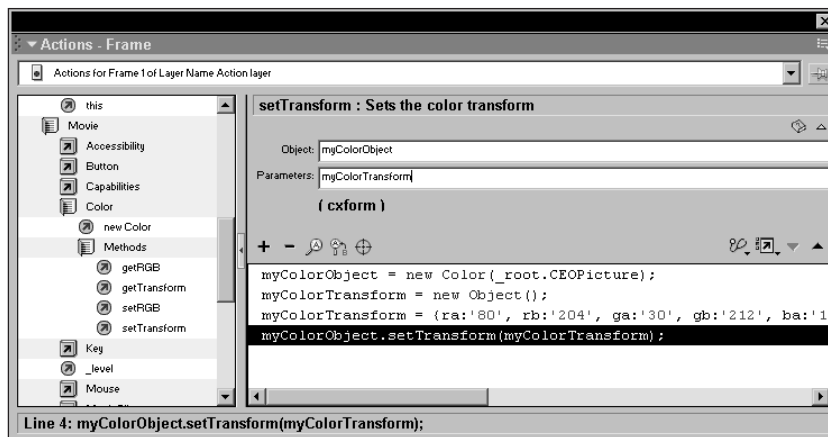 Actions - Frame
Actions for Frame 1 of Layer Name Action layer
this
Movie
Accessibility
Button
Capabilities
Color
new Color
Methods
getRGB
getTransform
setRGB
setTransform
Key
_level
Mouse
setTransform : Sets the color transform
Object: myColorObject
Parameters: myColorTransform
( cxform )
myColorObject = new Color(_root.CEOPicture);
myColorTransform = new Object();
myColorTransform = {ra:'80', rb:'204', ga:'30', gb:'212', ba:'1
myColorObject.setTransform(myColorTransform);
Line 4: myColorObject.setTransform(myColorTransform);